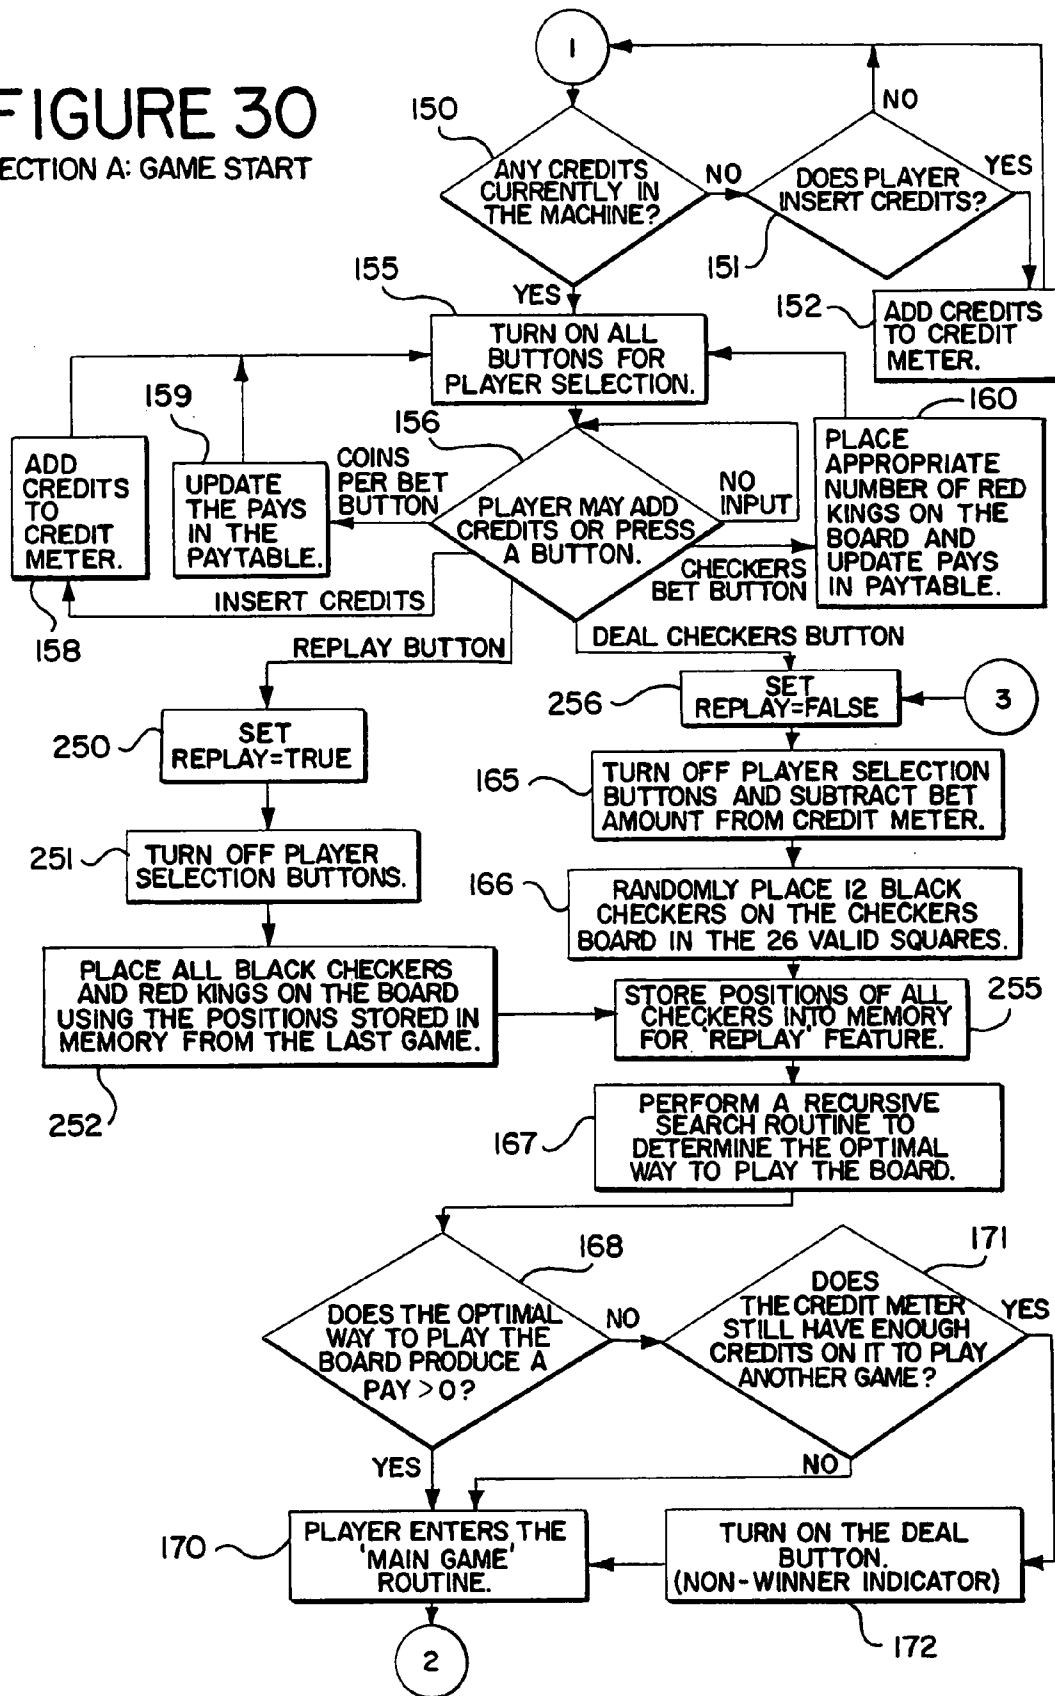 1
FIGURE 30
ECTION A: GAME START
150
ANY CREDITS
CURRENTLY IN
THE MACHINE?
NO
DOES PLAYER
INSERT CREDITS?
NO
YES
151
152
ADD CREDITS
TO CREDIT
METER.
YES
155
TURN ON ALL
BUTTONS FOR
PLAYER SELECTION.
156
159
160
ADD
CREDITS
TO
CREDIT
METER.
UPDATE
THE PAYS
IN THE
PAYTABLE.
COINS
PER BET
BUTTON
PLAYER MAY ADD
CREDITS OR PRESS
A BUTTON.
NO
INPUT
PLACE
APPROPRIATE
NUMBER OF RED
KINGS ON THE
BOARD AND
UPDATE PAYS
IN PAYTABLE.
CHECKERS
BET BUTTON
INSERT CREDITS
158
REPLAY BUTTON
DEAL CHECKERS BUTTON
256
SET
REPLAY=FALSE
3
250
SET
REPLAY=TRUE
165
TURN OFF PLAYER SELECTION
BUTTONS AND SUBTRACT BET
AMOUNT FROM CREDIT METER.
251
TURN OFF PLAYER
SELECTION BUTTONS.
166
RANDOMLY PLACE 12 BLACK
CHECKERS ON THE CHECKERS
BOARD IN THE 26 VALID SQUARES.
PLACE ALL BLACK CHECKERS
AND RED KINGS ON THE BOARD
USING THE POSITIONS STORED IN
MEMORY FROM THE LAST GAME.
252
STORE POSITIONS OF ALL
CHECKERS INTO MEMORY
FOR 'REPLAY' FEATURE.
255
167
PERFORM A RECURSIVE
SEARCH ROUTINE TO
DETERMINE THE OPTIMAL
WAY TO PLAY THE BOARD.
168
DOES THE OPTIMAL
WAY TO PLAY THE
BOARD PRODUCE A
PAY >0?
NO
171
DOES
THE CREDIT METER
STILL HAVE ENOUGH
CREDITS ON IT TO PLAY
ANOTHER GAME?
YES
YES
NO
170
PLAYER ENTERS THE
'MAIN GAME'
ROUTINE.
TURN ON THE DEAL
BUTTON.
(NON-WINNER INDICATOR)
172
2